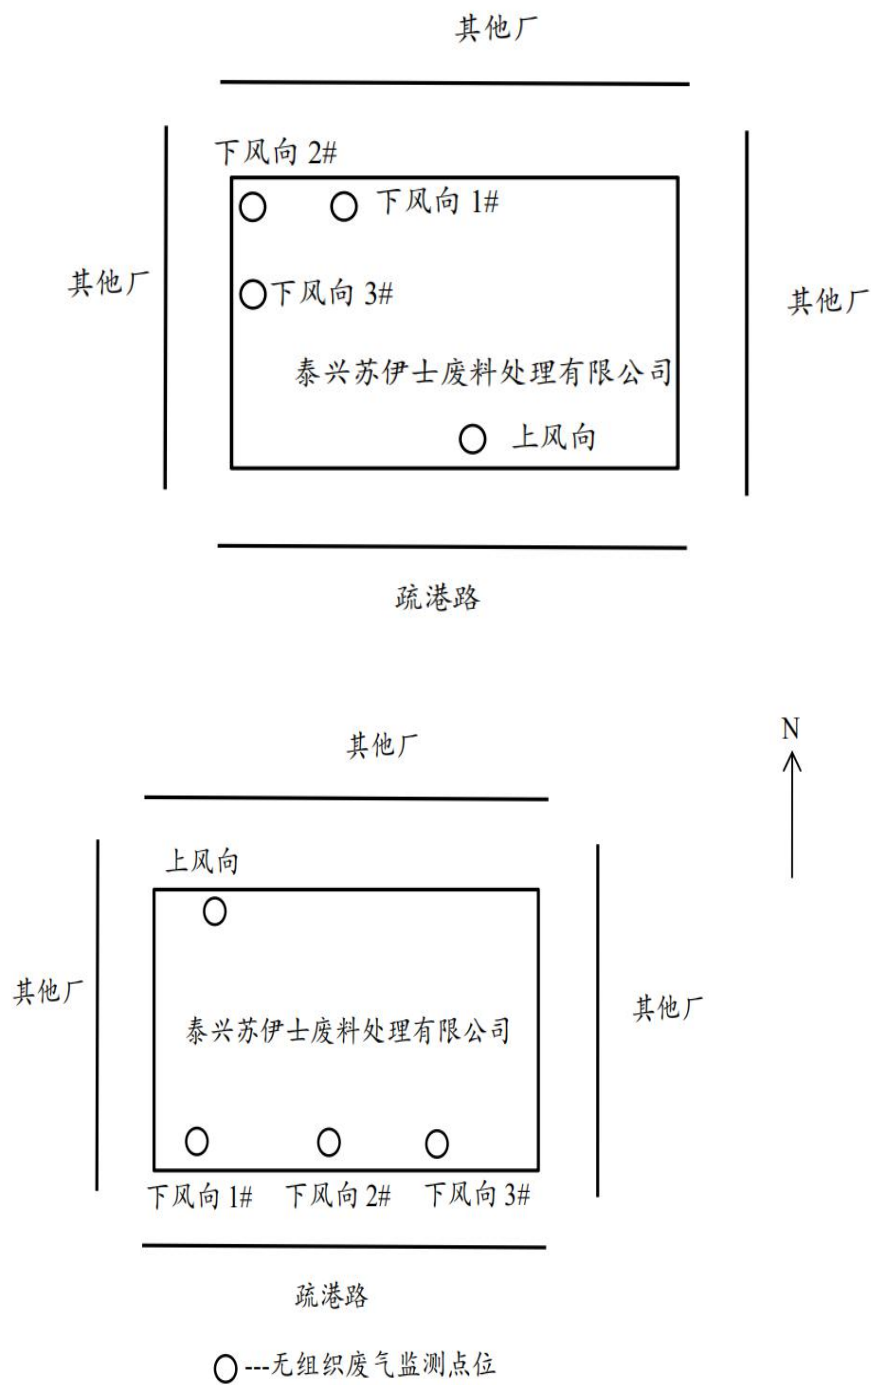 其他厂
下风向 2#
下风向 1#
其他厂
下风向 3#
其他厂
泰兴苏伊士废料处理有限公司
上风向
疏港路
N
其他厂
上风向
其他厂
其他厂
泰兴苏伊士废料处理有限公司
下风向 1#
下风向 2#
下风向 3#
疏港路
---无组织废气监测点位